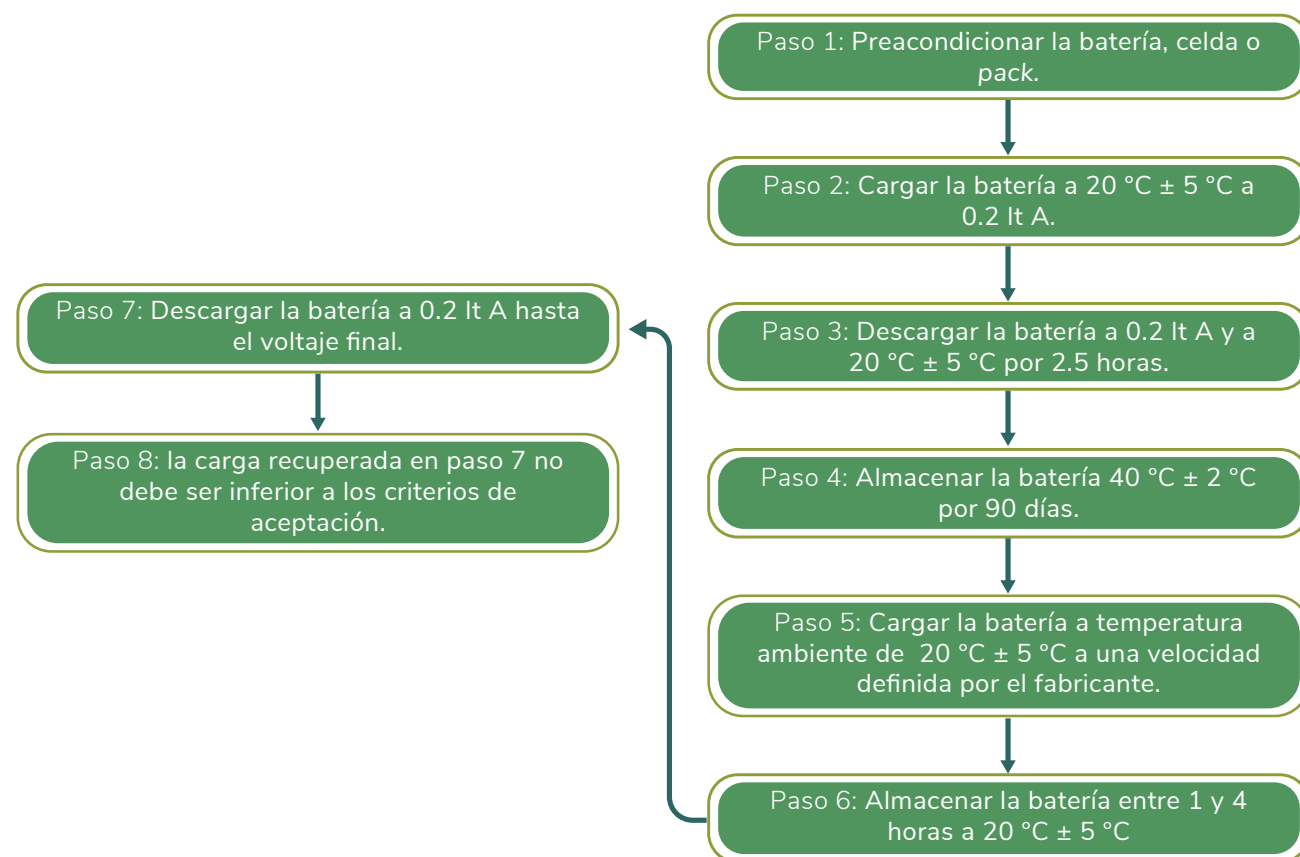 Paso 1: Preacondicionar la batería, celda o
pack.
Paso 2: Cargar la batería a 20 °C ± 5 °C a
0.2 lt A.
Paso 3: Descargar la batería a 0.2 lt A y a
20 °C ± 5 °C por 2.5 horas.
Paso 4: Almacenar la batería 40 °C ± 2 °C
por 90 días.
Paso 5: Cargar la batería a temperatura
ambiente de  20 °C ± 5 °C a una velocidad
definida por el fabricante.
Paso 6: Almacenar la batería entre 1 y 4
horas a 20 °C ± 5 °C
Paso 7: Descargar la batería a 0.2 lt A hasta
el voltaje final.
Paso 8: la carga recuperada en paso 7 no
debe ser inferior a los criterios de
aceptación.